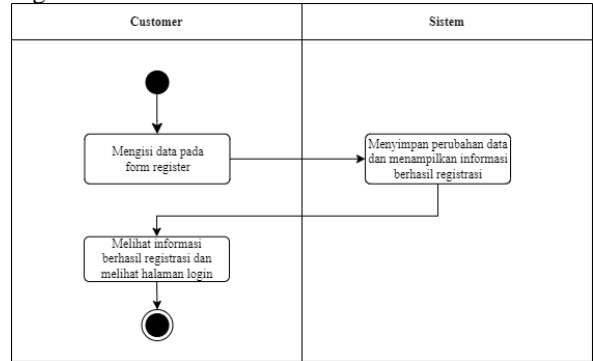 Customer
Sistem
Mengisi data pada
form register
Menyimpan perubahan data
dan menampilkan informasi
berhasil registrasi
Melihat informasi
berhasil registrasi dan
melihat halaman login